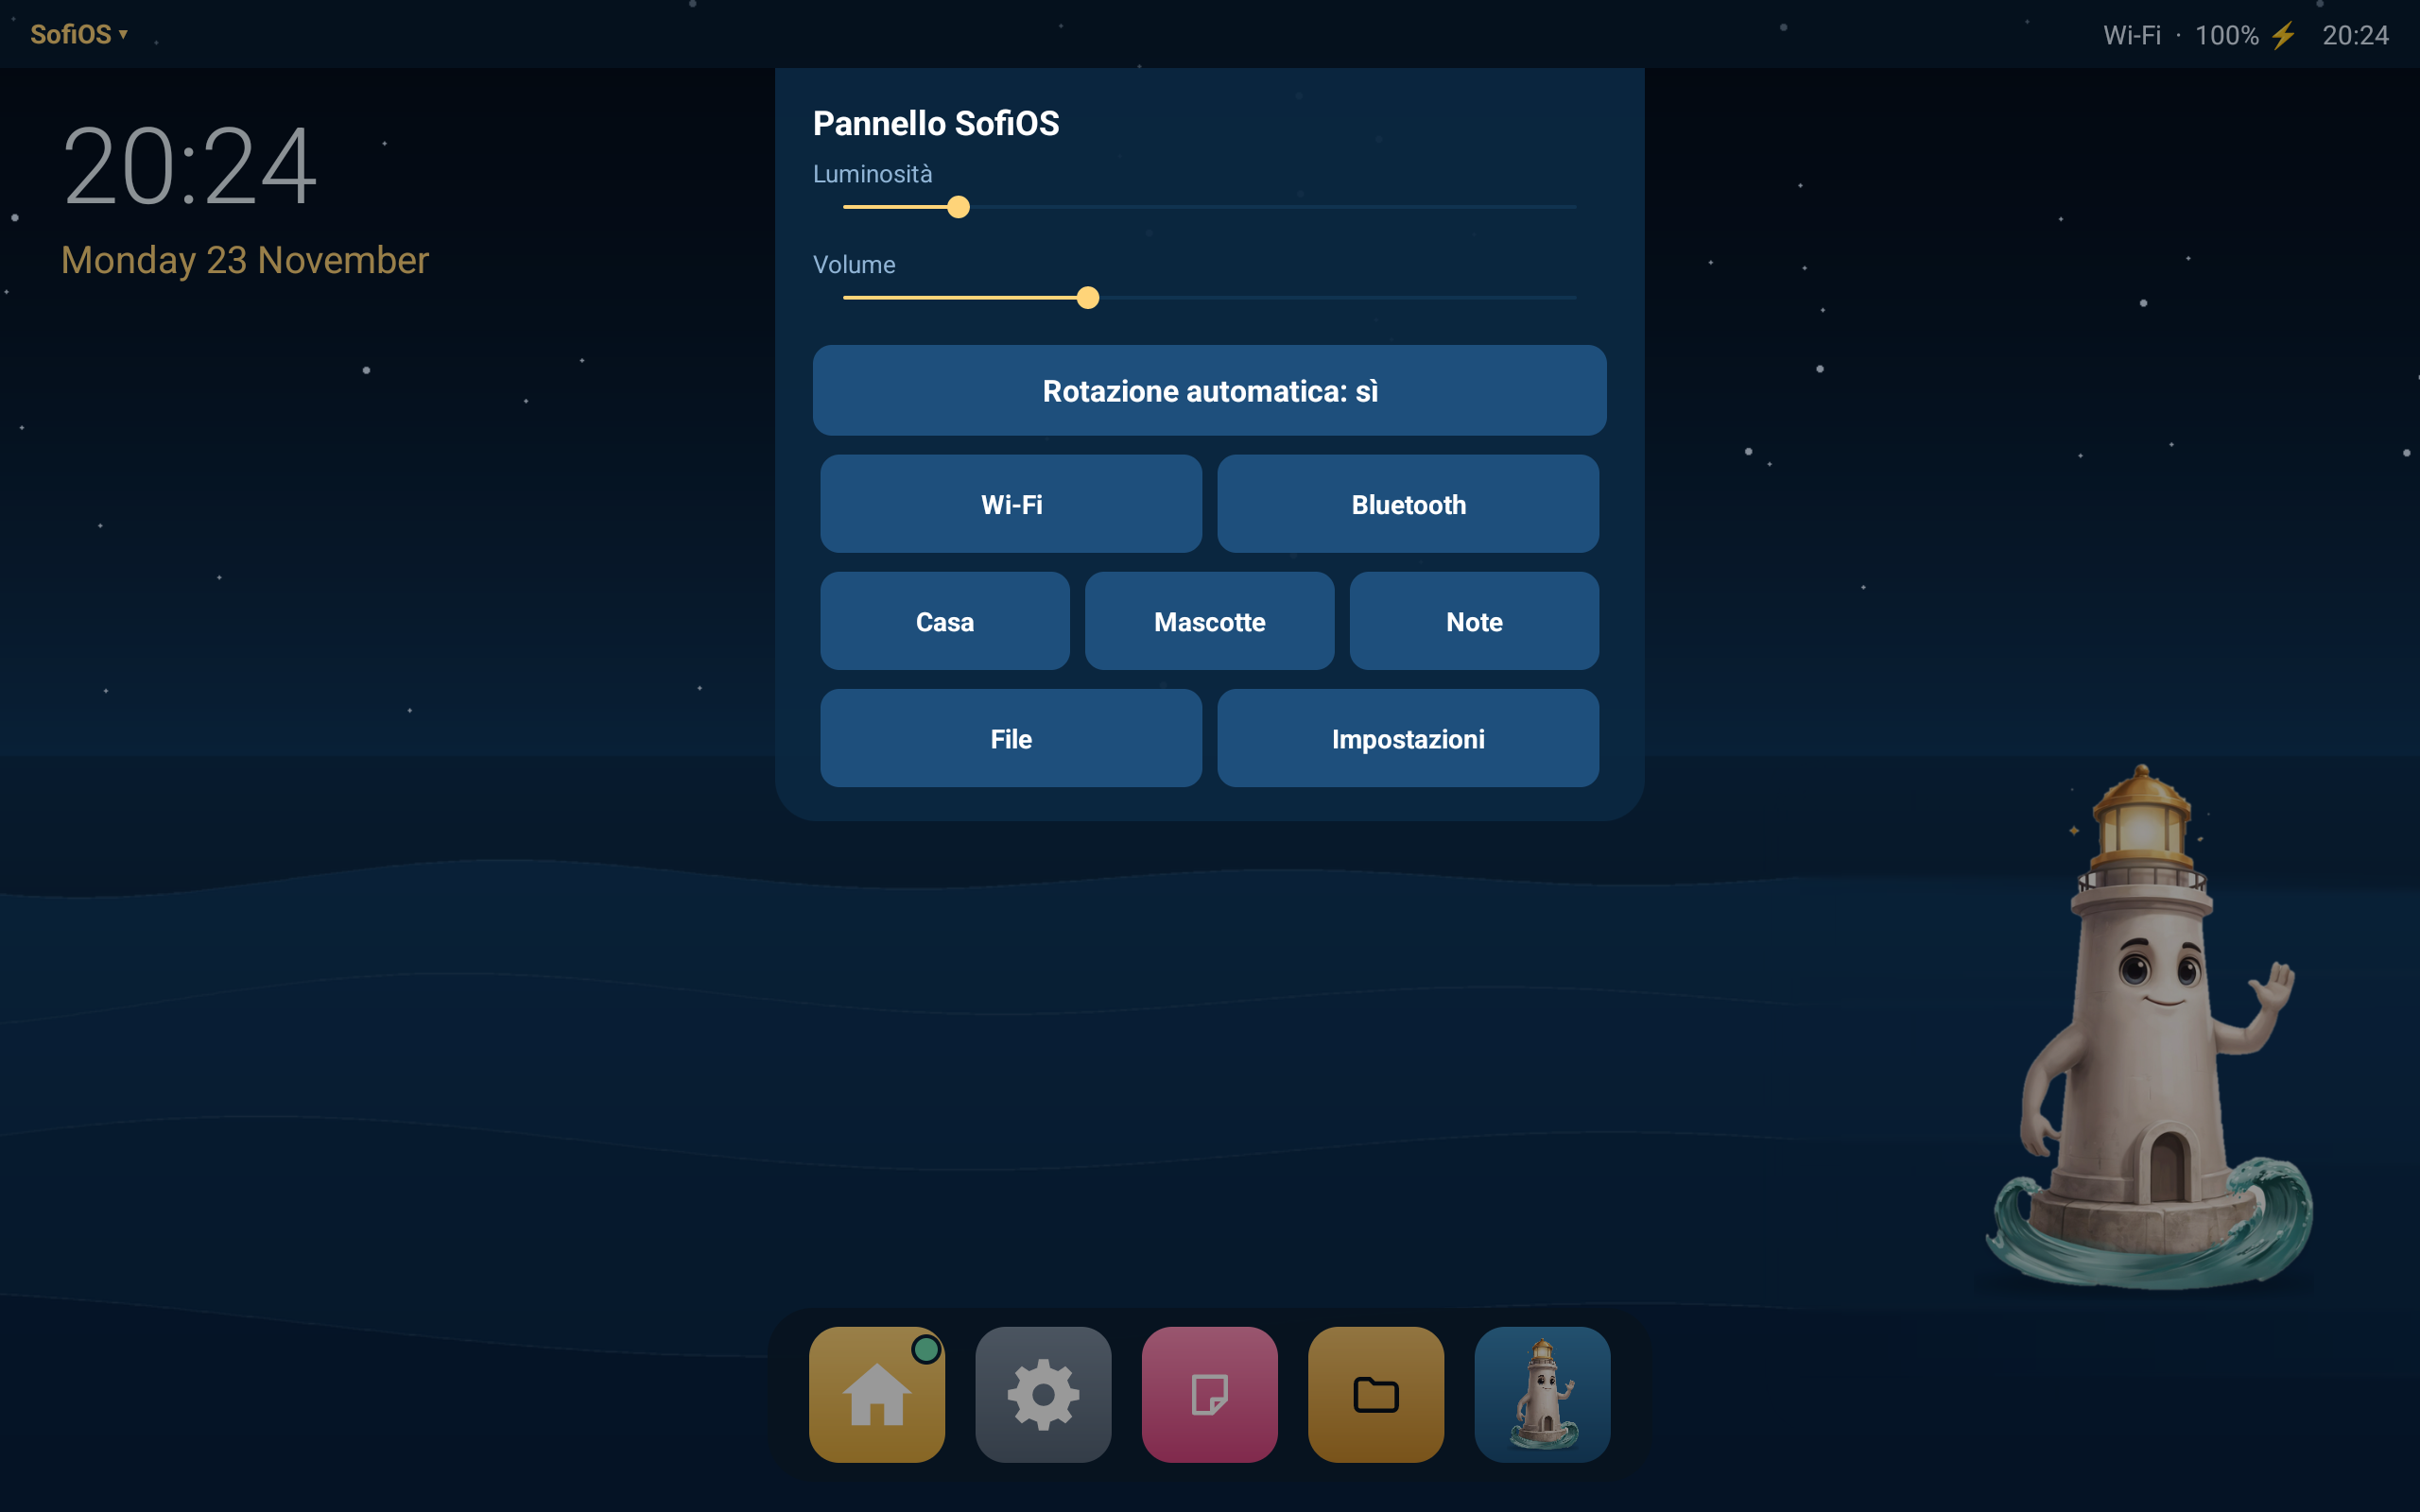 SofiOS ▾
Wi-Fi · 100% ⚡ 20:24
20:24
Monday 23 November
Pannello SofiOS
Luminosità
Volume
Rotazione automatica: sì
Wi-Fi
Bluetooth
Casa
Mascotte
Note
File
Impostazioni